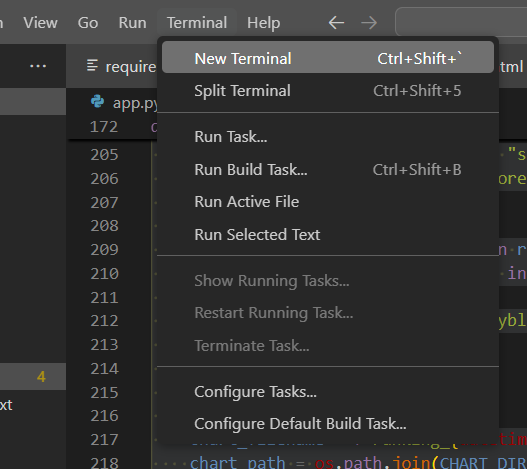 View Go Run Terminal Help
require
tml
app.py
172
New Terminal Ctrl+Shift+`
Split Terminal Ctrl+Shift+5
Run Task...
Run Build Task... Ctrl+Shift+B
Run Active File
Run Selected Text
Show Running Tasks...
Restart Running Task...
Terminate Task...
Configure Tasks...
Configure Default Build Task...
205 "s
206 ore
207
208
209 n r
210 in
211
212 ybl
213
214
215
216
217
218 chart_path = os.path.join(CHART_DIR
4
xt